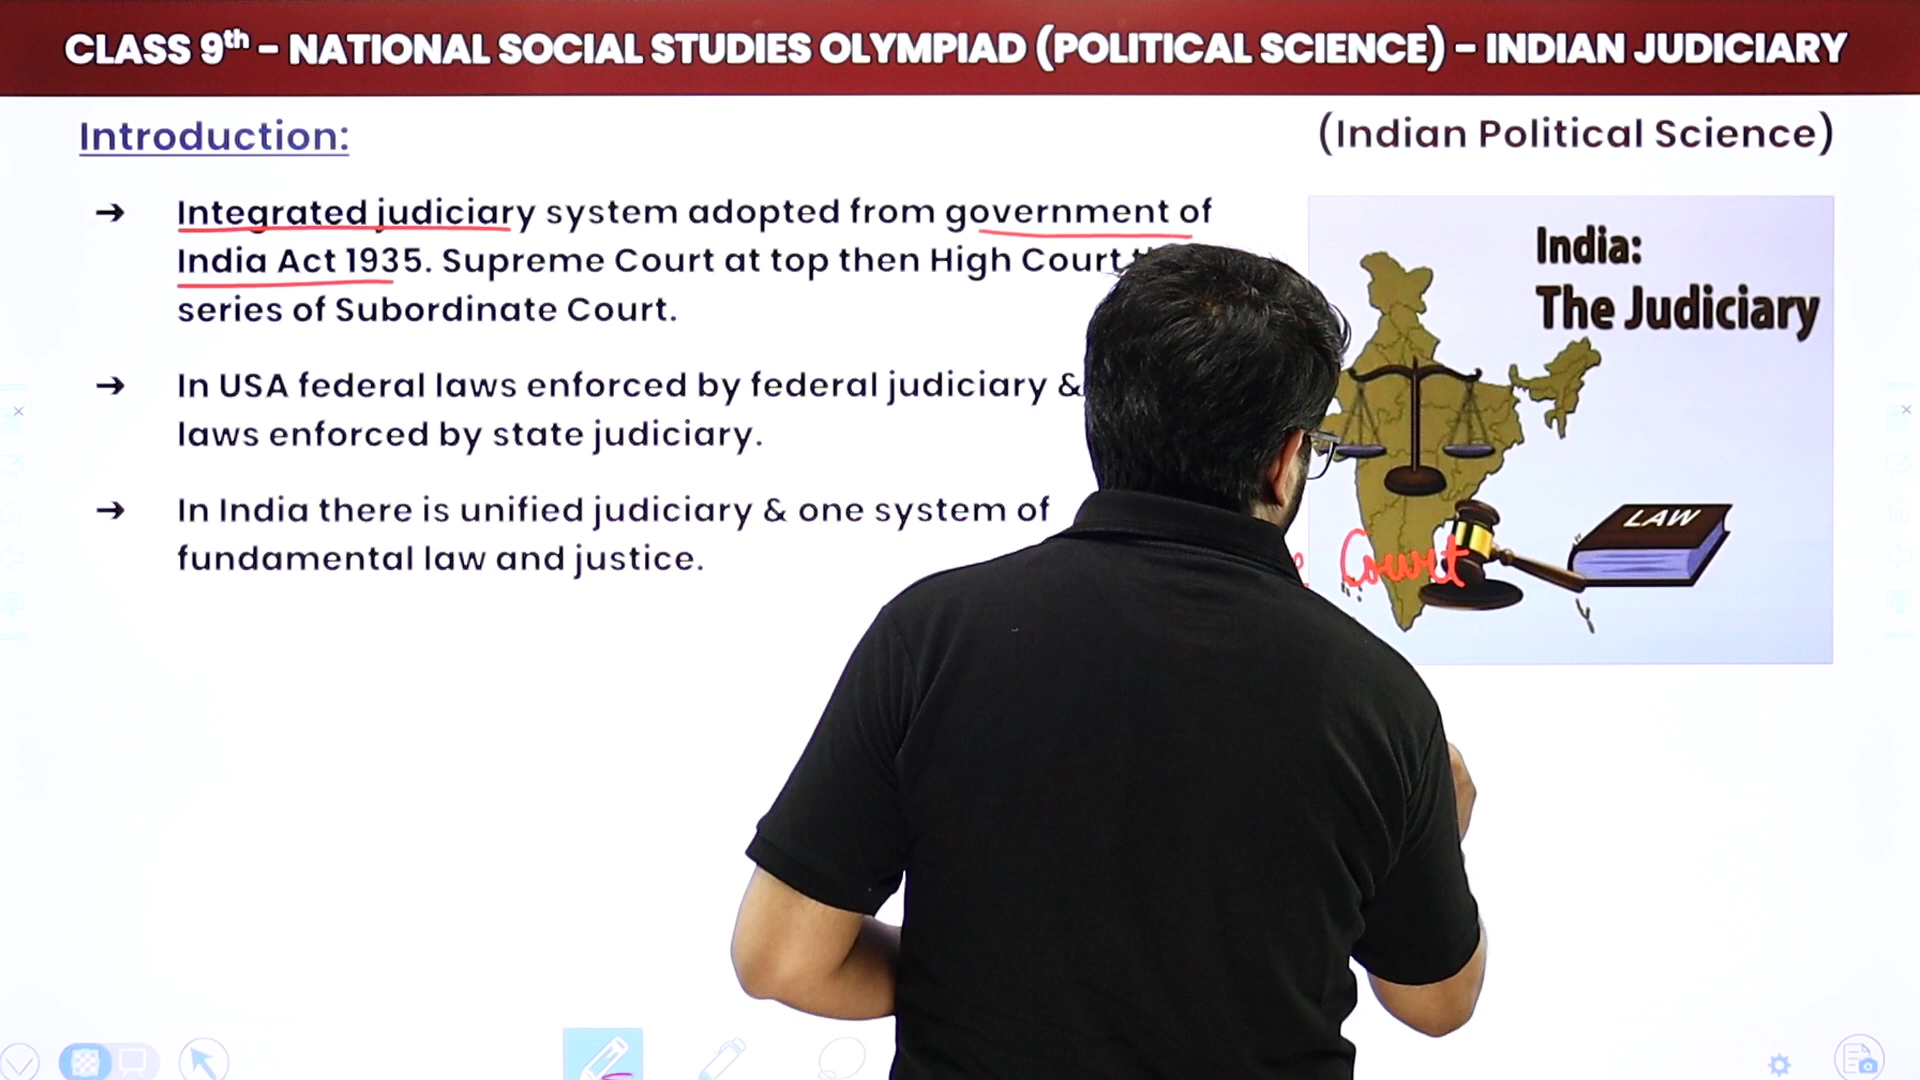 CLASS 9th – NATIONAL SOCIAL STUDIES OLYMPIAD (POLITICAL SCIENCE) – INDIAN JUDICIARY
Introduction:
(Indian Political Science)
➔ Integrated judiciary system adopted from government of
India Act 1935. Supreme Court at top then High Court
series of Subordinate Court.
➔ In USA federal laws enforced by federal judiciary &
laws enforced by state judiciary.
➔ In India there is unified judiciary & one system of
fundamental law and justice.
India:
The Judiciary
LAW
Court